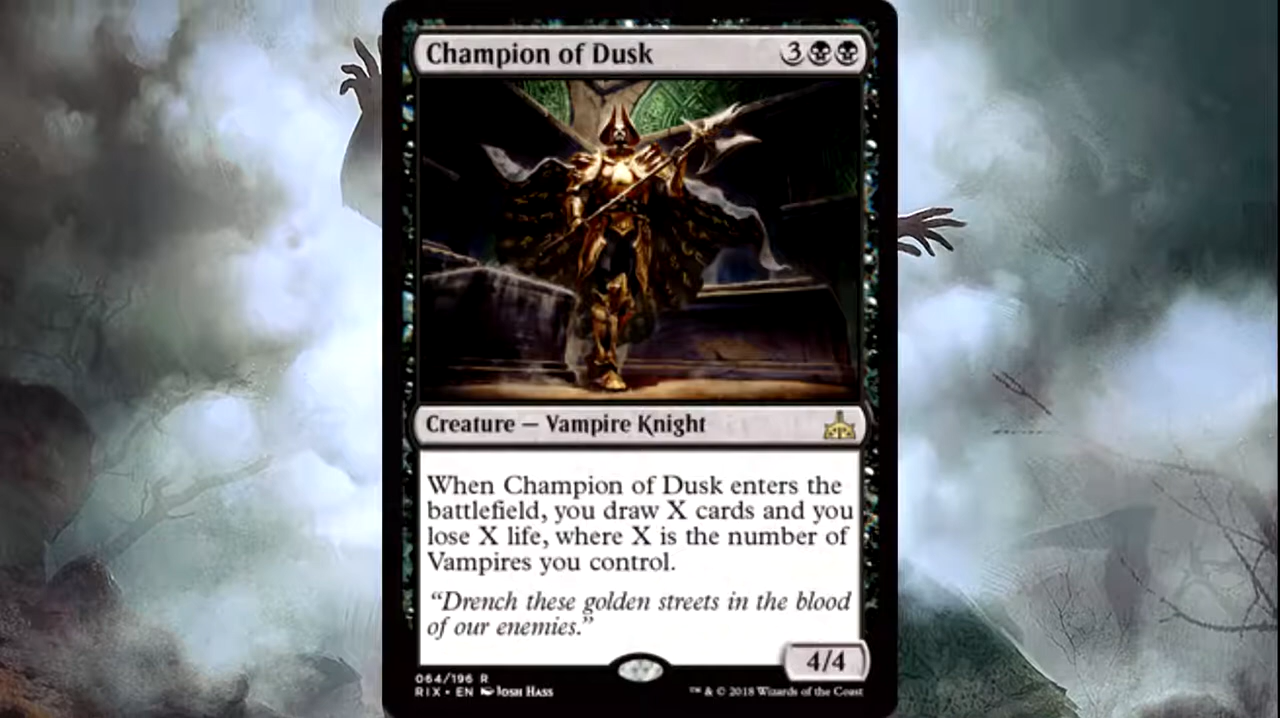 Champion of Dusk 3
Creature — Vampire Knight
When Champion of Dusk enters the
battlefield, you draw X cards and you
lose X life, where X is the number of
Vampires you control.
“Drench these golden streets in the blood
of our enemies.”
4/4
064/196 R
RIX • EN Josh Hass
™ & © 2018 Wizards of the Coast